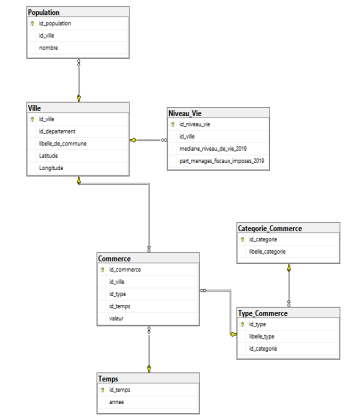 Population
id_population
id_ville
nombre
Ville
id_ville
id_departement
libelle_de_commune
Latitude
Longitude
Niveau_Vie
id_niveau_vie
id_ville
mediane_niveau_de_vie_2019
part_menages_fiscaux_imposes_2019
Categorie_Commerce
id_categorie
libelle_categorie
Commerce
id_commerce
id_ville
id_type
id_temps
valeur
Type_Commerce
id_type
libelle_type
id_categorie
Temps
id_temps
annee